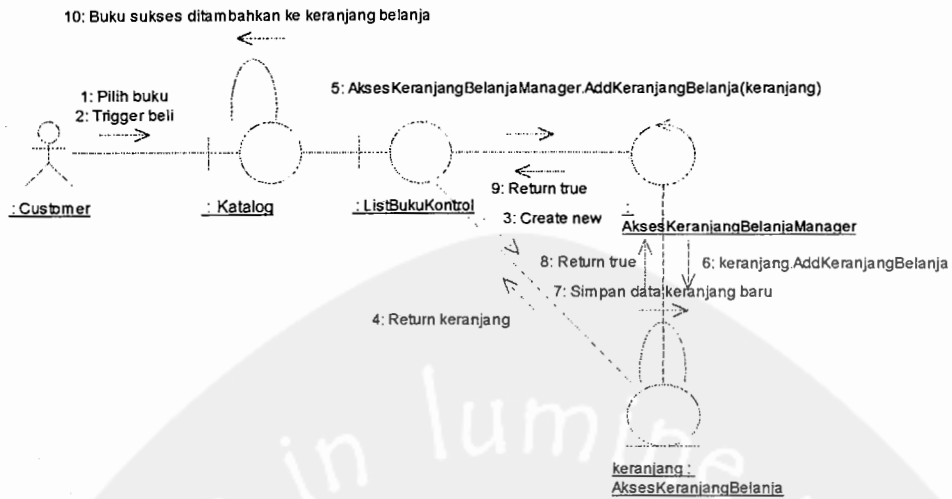 10: Buku sukses ditambahkan ke keranjang belanja
1: Pilih buku
2: Trigger beli
5: AksesKeranjangBelanjaManager.AddKeranjangBelanja(keranjang)
9: Return true
: Customer
: Katalog
: ListBukuKontrol
3: Create new
:
AksesKeranjangBelanjaManager
8: Return true
6: keranjang.AddKeranjangBelanja
7: Simpan data keranjang baru
4: Return keranjang
in lumine
keranjang :
AksesKeranjangBelanja